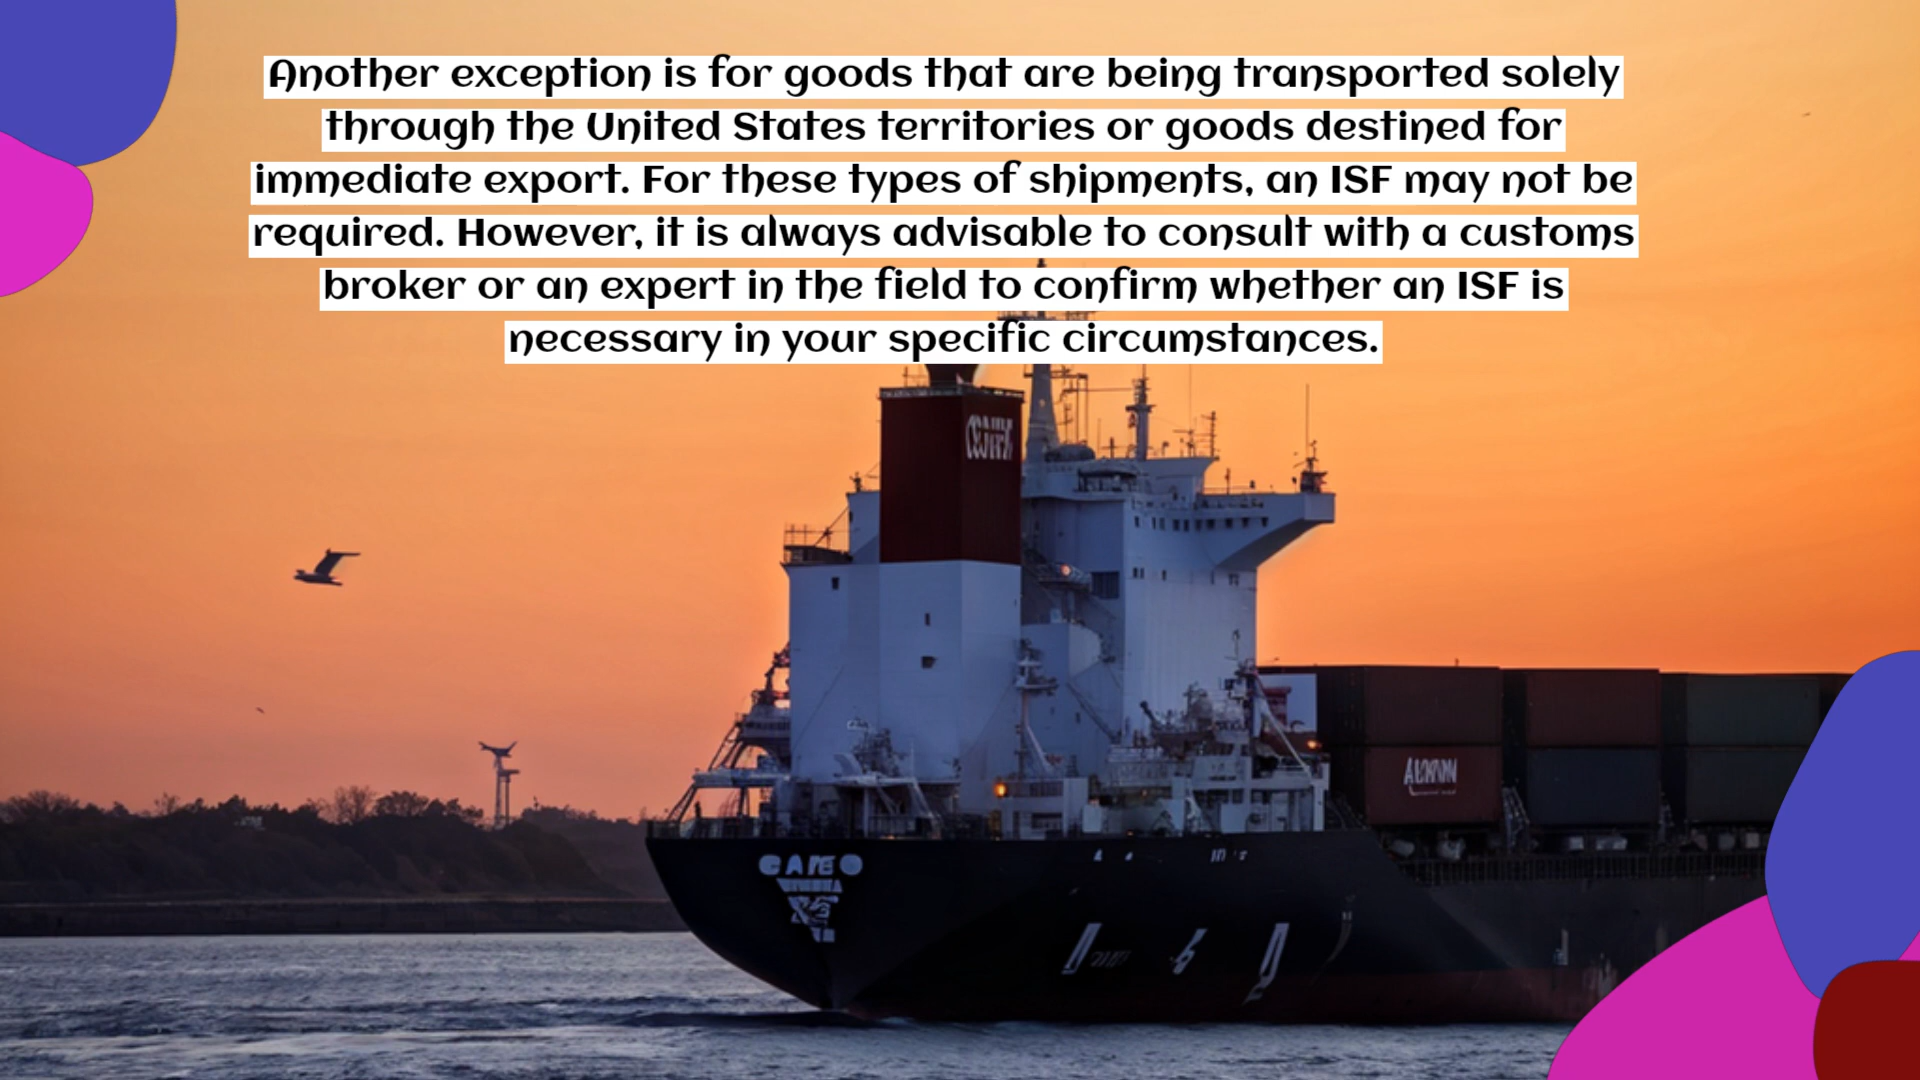 Another exception is for goods that are being transported solely
through the United States territories or goods destined for
immediate export. For these types of shipments, an ISF may not be
required. However, it is always advisable to consult with a customs
broker or an expert in the field to confirm whether an ISF is
necessary in your specific circumstances.